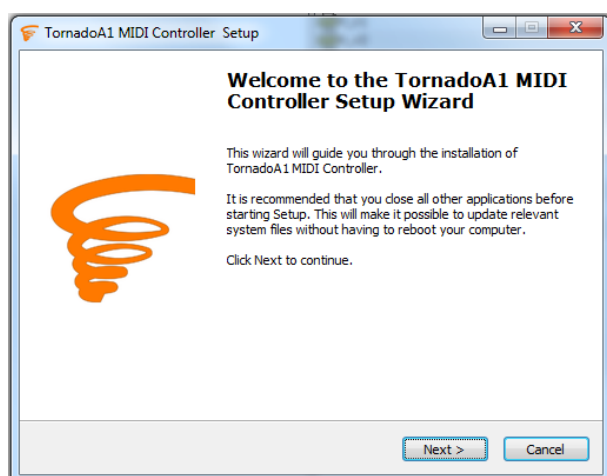 TornadoA1 MIDI Controller Setup
Welcome to the TornadoA1 MIDI
Controller Setup Wizard
This wizard will guide you through the installation of
TornadoA1 MIDI Controller.
It is recommended that you close all other applications before
starting Setup. This will make it possible to update relevant
system files without having to reboot your computer.
Click Next to continue.
Next >
Cancel